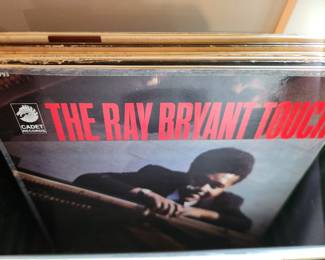 THE RAY BRYANT TOUCH
CADET
RECORDS